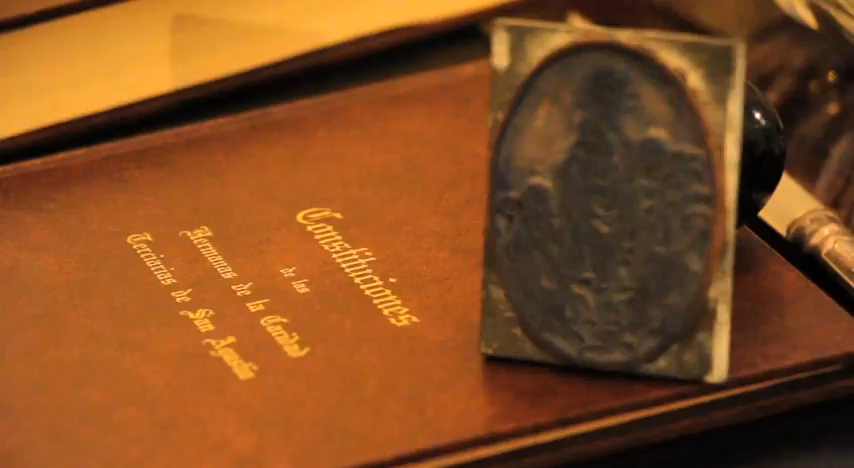 Constituciones
de las
Hermanas de la Caridad
Terciarias de San Agustín